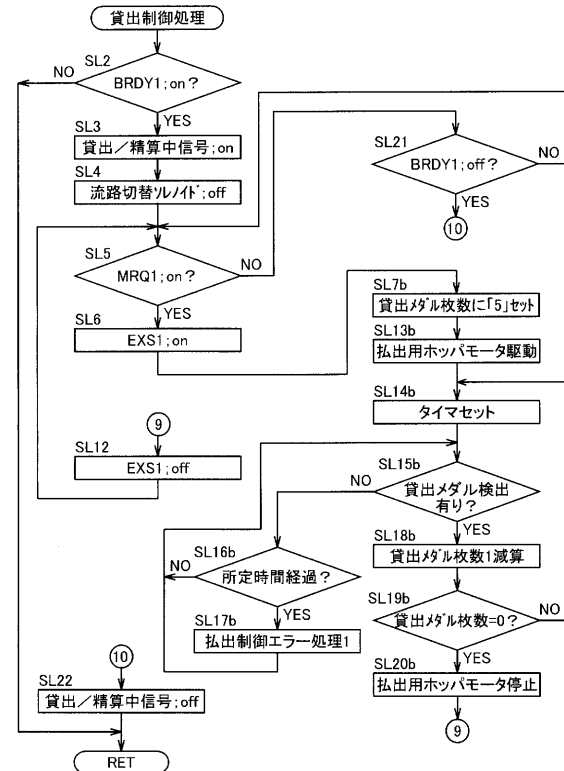 貸出制御処理
SL2
NO
BRDY1;on?
YES
SL3
貸出/精算中信号;on
SL4
流路切替ソレノイド;off
SL5
MRQ1;on?
NO
YES
SL6
EXS1;on
⑨
SL12
EXS1;off
⑩
SL22
貸出/精算中信号;off
RET
SL21
BRDY1;off?
NO
YES
⑩
SL7b
貸出メダル枚数に「5」セット
SL13b
払出用ホッパモータ駆動
SL14b
タイマセット
SL15b
NO
貸出メダル検出
有り?
YES
SL16b
NO
所定時間経過?
YES
SL17b
払出制御エラー処理1
SL18b
貸出メダル枚数1減算
SL19b
貸出メダル枚数=0?
NO
YES
SL20b
払出用ホッパモータ停止
⑨